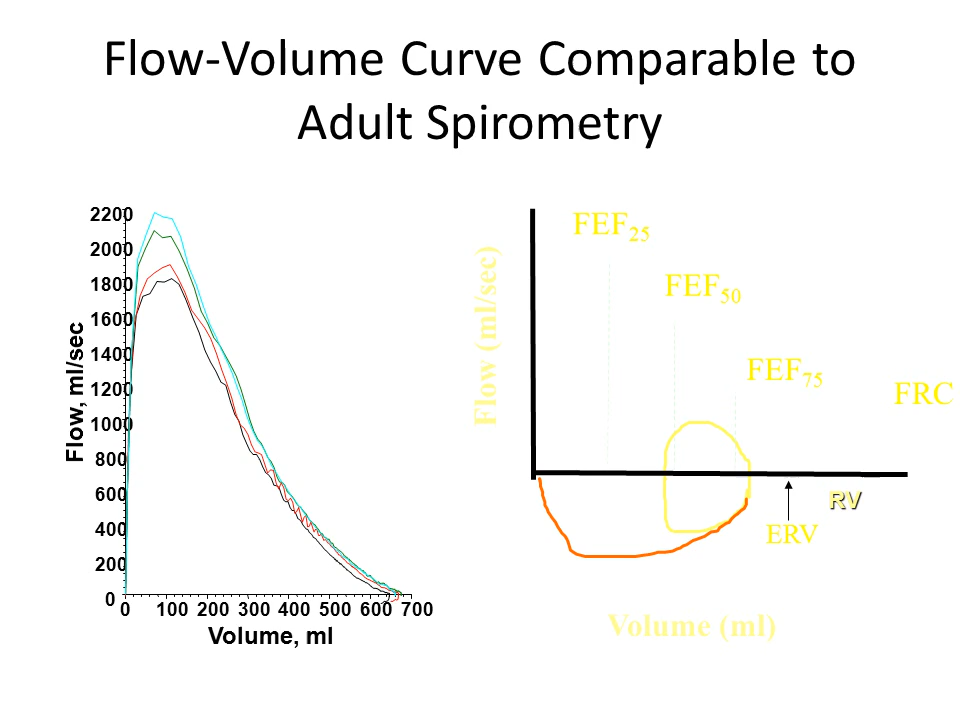 Flow-Volume Curve Comparable to
Adult Spirometry
2200
2000
1800
1600
1400
1200
1000
800
600
400
200
0
Flow, ml/sec
0 100 200 300 400 500 600 700
Volume, ml
Flow (ml/sec)
FEF25
FEF50
FEF75
FRC
RV
ERV
Volume (ml)